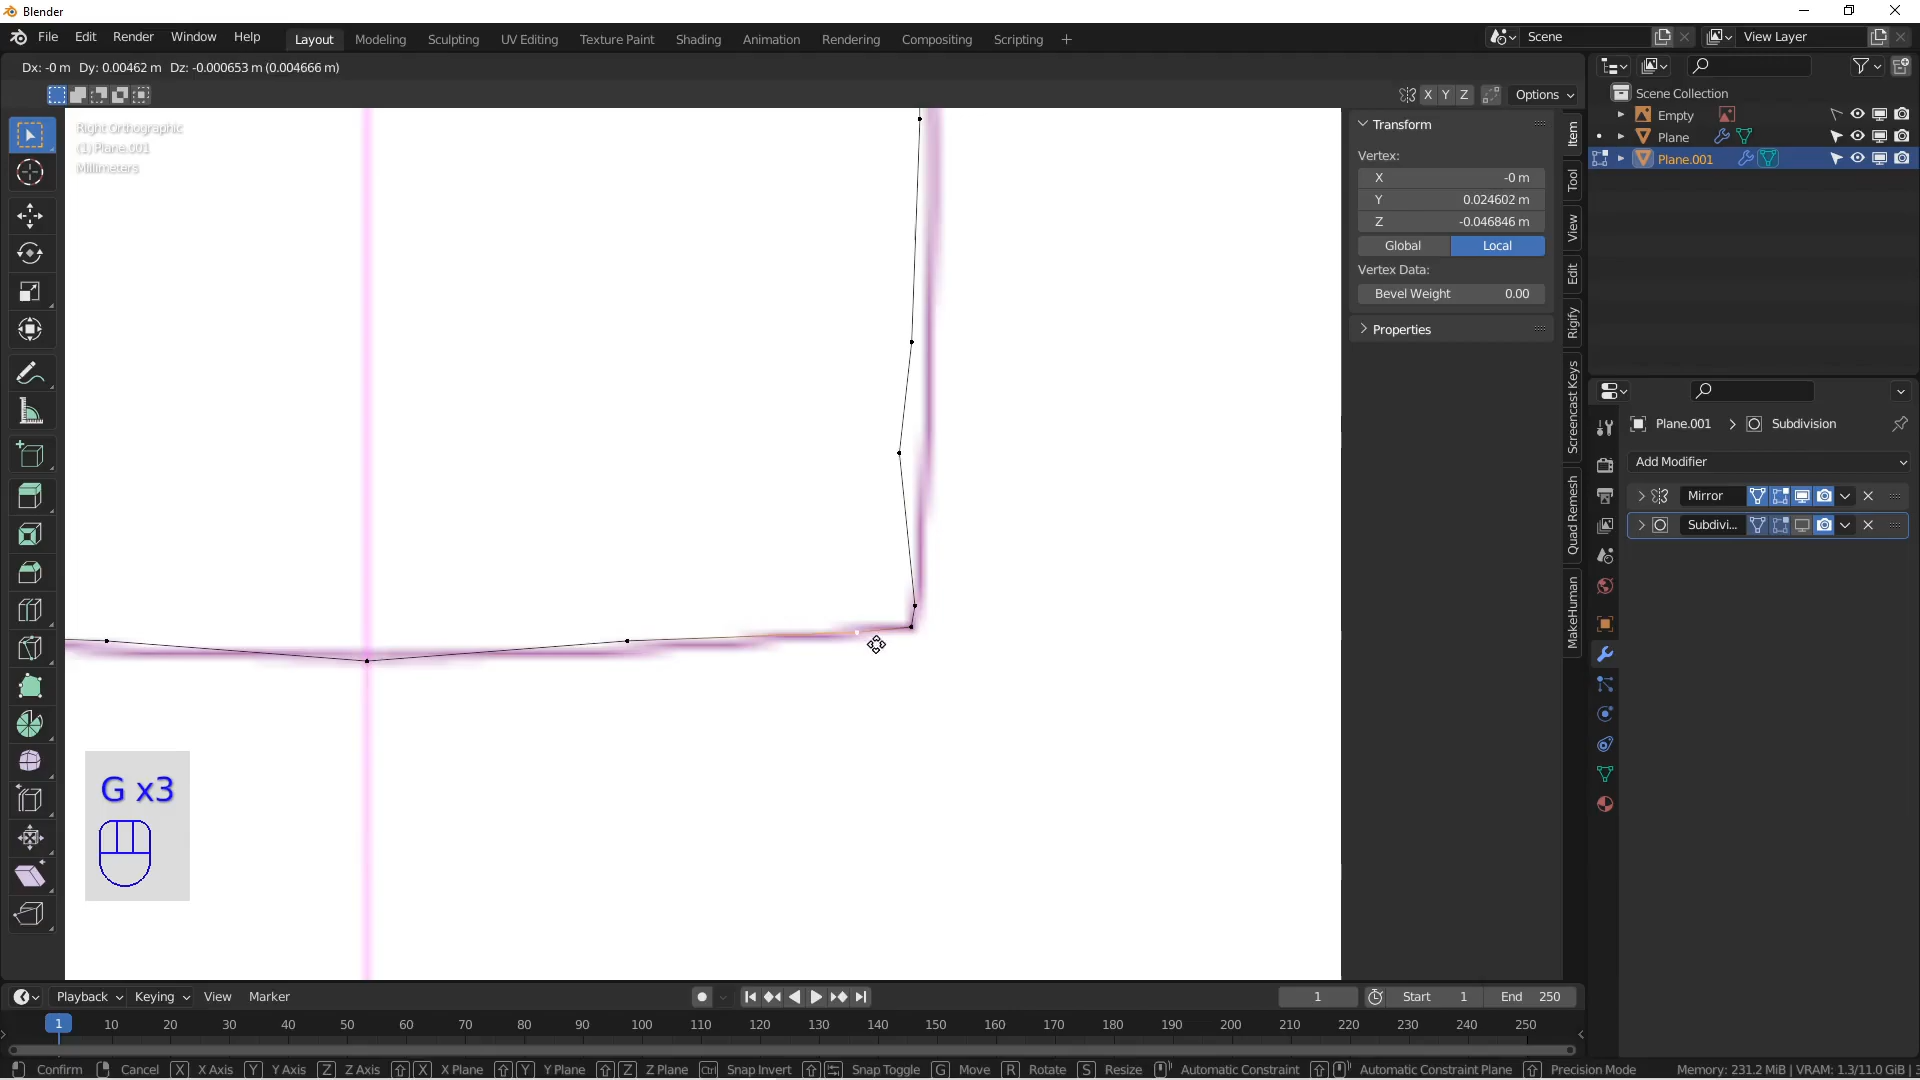 Blender
File Edit Render Window Help
Layout Modeling Sculpting UV Editing Texture Paint Shading Animation Rendering Compositing Scripting +
Scene
View Layer
Dx: -0 m Dy: 0.00462 m Dz: -0.000653 m (0.004666 m)
X Y Z Options
Right Orthographic
(1) Plane.001
Millimeters
Transform
Vertex:
X -0 m
Y 0.024602 m
Z -0.046846 m
Global Local
Vertex Data:
Bevel Weight 0.00
Properties
Item
Tool
View
Edit
Rigify
Screencast Keys
Quad Remesh
MakeHuman
Scene Collection
Empty
Plane
Plane.001
Plane.001 > Subdivision
Add Modifier
Mirror
Subdivi...
G x3
Playback Keying View Marker
1
Start 1
End 250
1 10 20 30 40 50 60 70 80 90 100 110 120 130 140 150 160 170 180 190 200 210 220 230 240 250
Confirm Cancel X X Axis Y Y Axis Z Z Axis X X Plane Y Y Plane Z Z Plane Ctrl Snap Invert Snap Toggle G Move R Rotate S Resize Automatic Constraint Automatic Constraint Plane Precision Mode
Memory: 231.2 MiB | VRAM: 1.3/11.0 GiB |